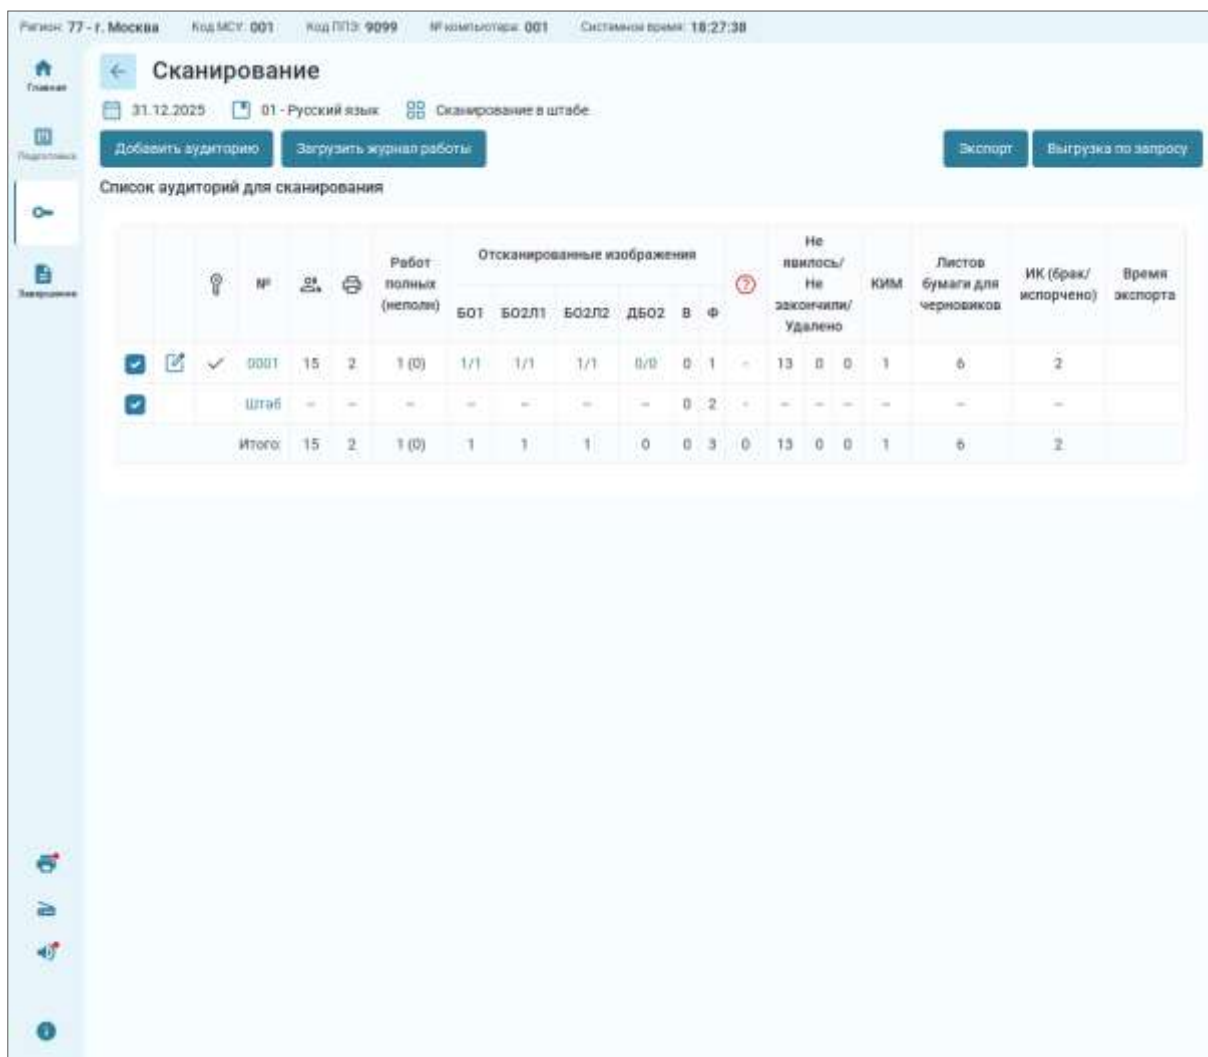 Регион: 77 - г. Москва Код МСУ: 001 Код ППЭ: 9099 № компьютера: 001 Системное время: 18:27:38
Главная
Подготовка
Завершение
Сканирование
31.12.2025 01 - Русский язык Сканирование в штабе
Добавить аудиторию Загрузить журнал работы Экспорт Выгрузка по запросу
Список аудиторий для сканирования
№ Работ полных (неполн) Отсканированные изображения Не явилось/ Не закончили/ Удалено КИМ Листов бумаги для черновиков ИК (брак/ испорчено) Время экспорта
БО1 БО2Л1 БО2Л2 ДБО2 В Ф
0001 15 2 1 (0) 1/1 1/1 1/1 0/0 0 1 - 13 0 0 1 6 2
Штаб – – – – – – – 0 2 - – – – – – –
Итого: 15 2 1 (0) 1 1 1 0 0 3 0 13 0 0 1 6 2